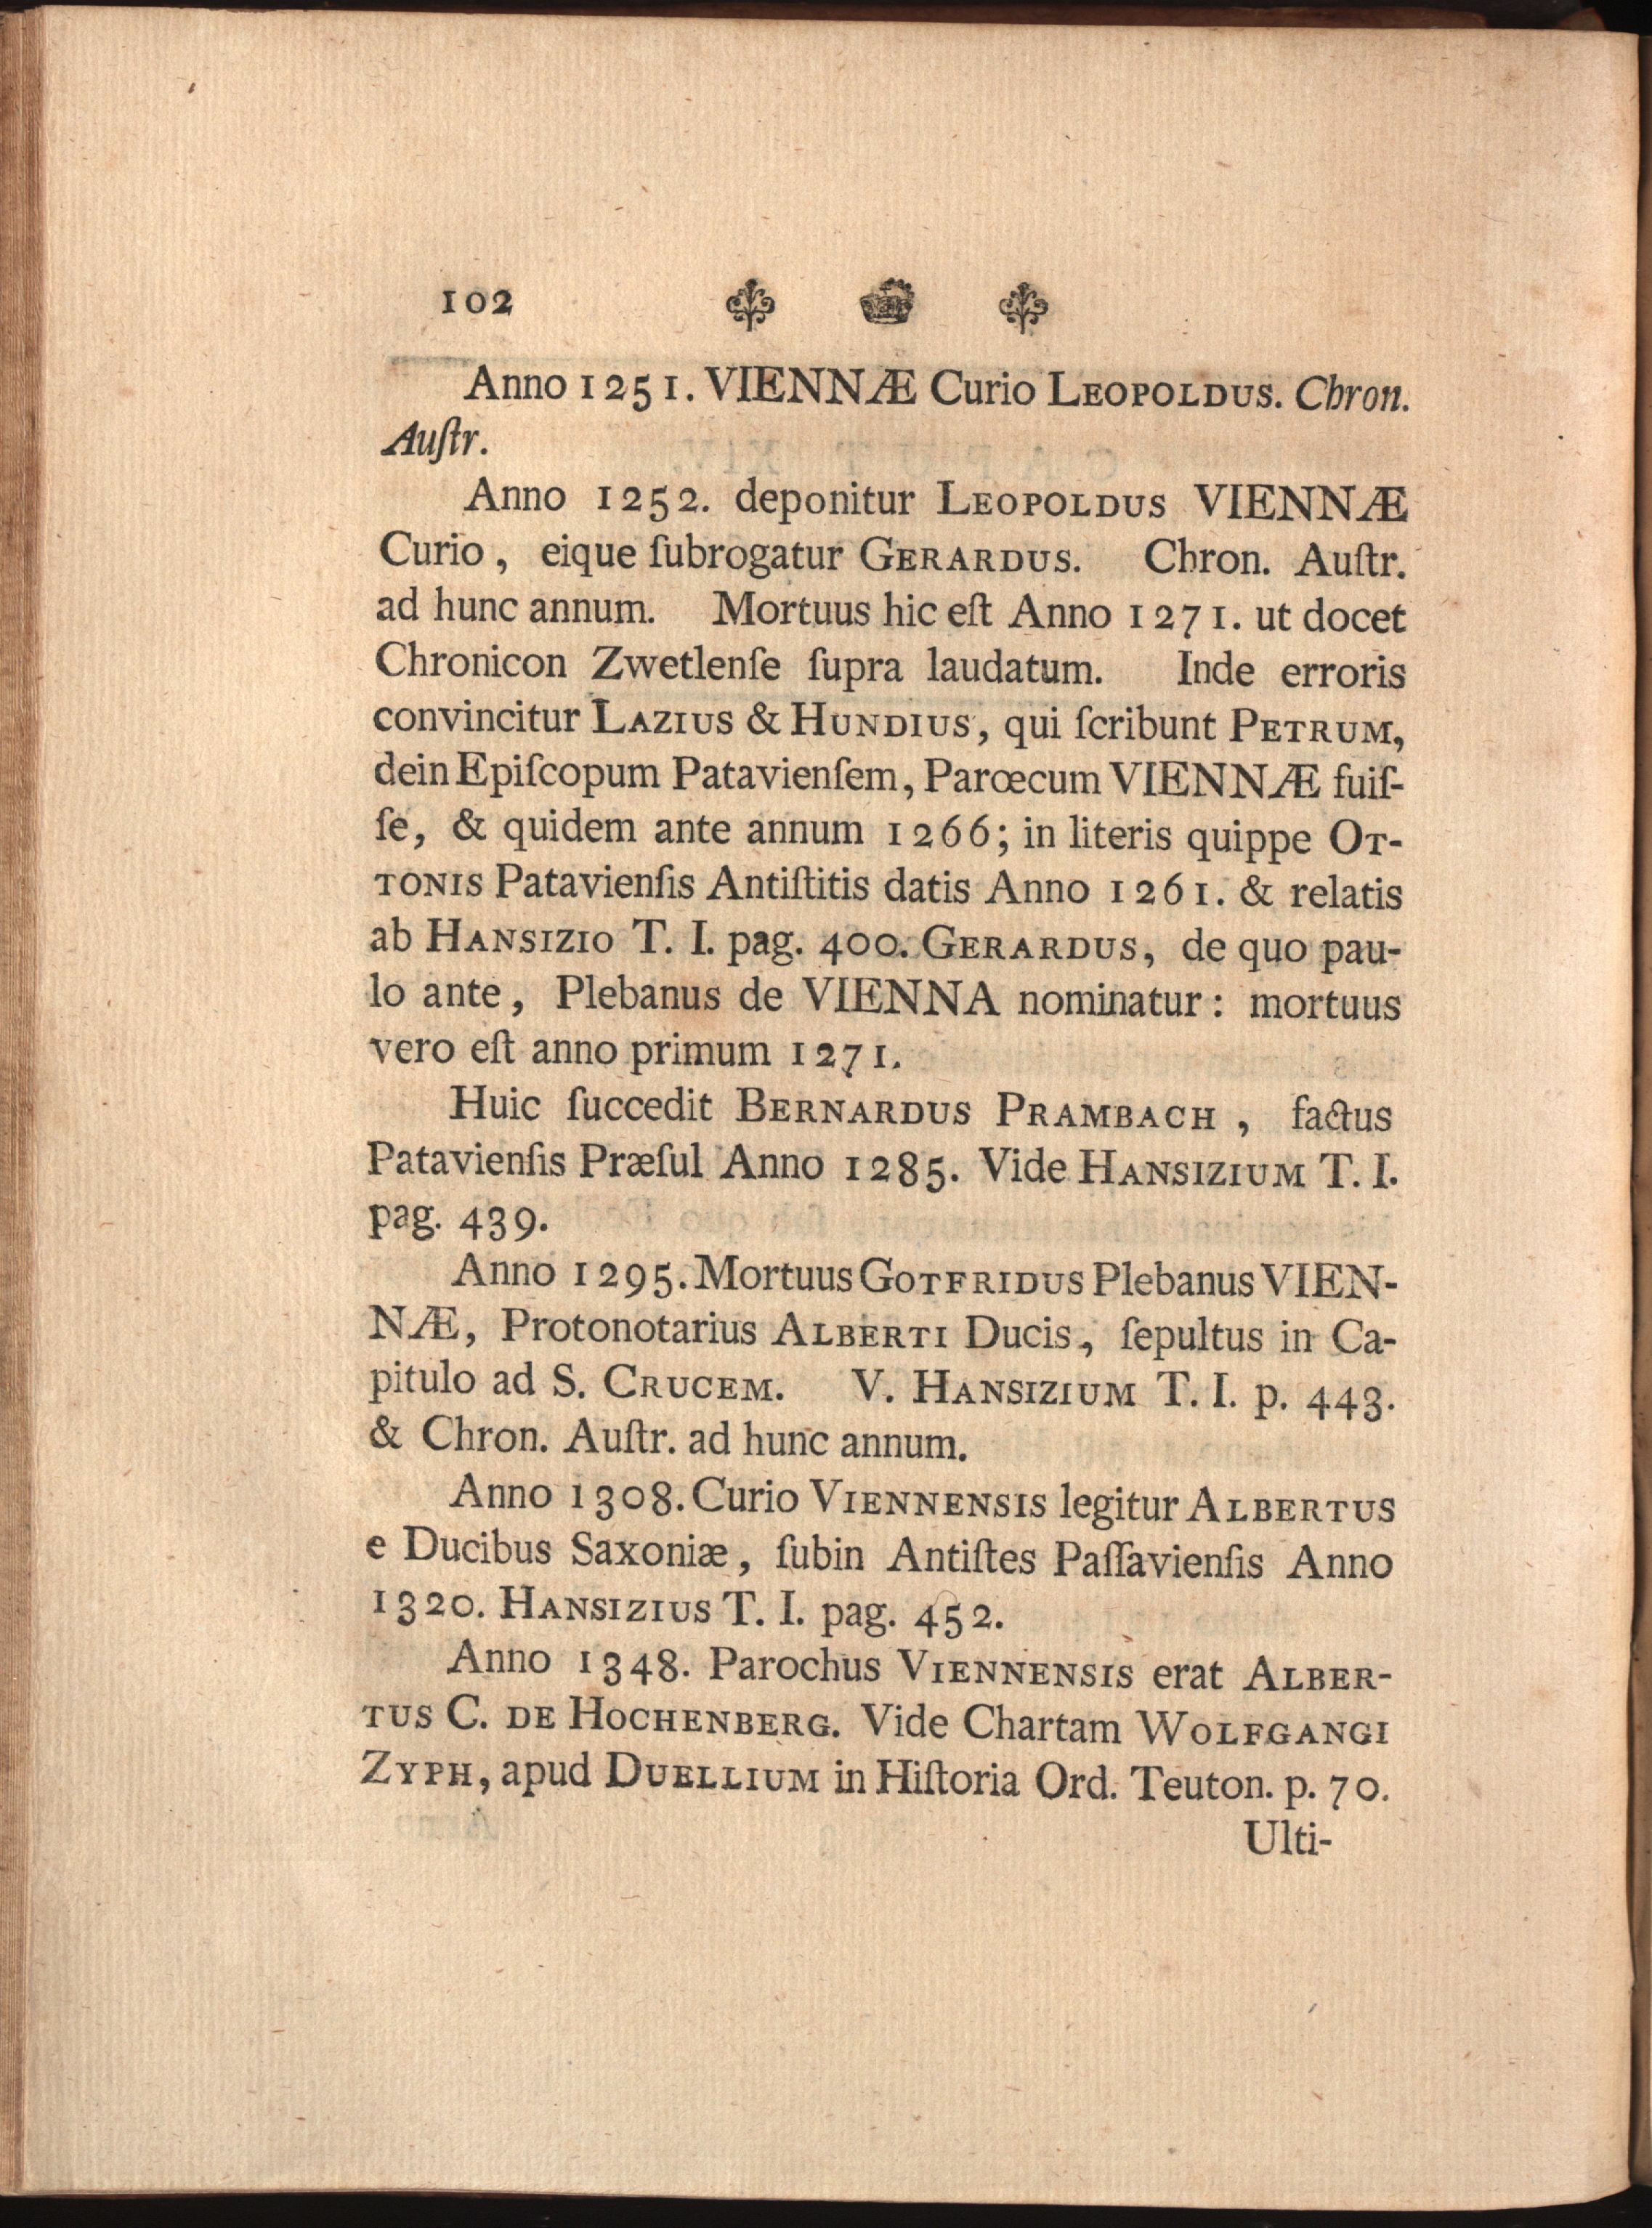 102
Anno 1251. VIENNÆ Curio LEOPOLDUS. Chron.
Auſtr.
Anno 1252. deponitur LEOPOLDUS VIENNÆ
Curio, eique ſubrogatur GERARDUS. Chron. Auſtr.
ad hunc annum. Mortuus hic eſt Anno 1271. ut docet
Chronicon Zwetlenſe ſupra laudatum. Inde erroris
convincitur LAZIUS & HUNDIUS, qui ſcribunt PETRUM,
dein Epiſcopum Patavienſem, Parœcum VIENNÆ fuiſ-
ſe, & quidem ante annum 1266; in literis quippe OT-
TONIS Patavienſis Antiſtitis datis Anno 1261. & relatis
ab HANSIZIO T. I. pag. 400. GERARDUS, de quo pau-
lo ante, Plebanus de VIENNA nominatur: mortuus
vero eſt anno primum 1271.
Huic ſuccedit BERNARDUS PRAMBACH, factus
Patavienſis Præſul Anno 1285. Vide HANSIZIUM T. I.
pag. 439.
Anno 1295. Mortuus GOTFRIDUS Plebanus VIEN-
NÆ, Protonotarius ALBERTI Ducis, ſepultus in Ca-
pitulo ad S. CRUCEM. V. HANSIZIUM T. I. p. 443.
& Chron. Auſtr. ad hunc annum.
Anno 1308. Curio VIENNENSIS legitur ALBERTUS
e Ducibus Saxoniæ, ſubin Antiſtes Paſſavienſis Anno
1320. HANSIZIUS T. I. pag. 452.
Anno 1348. Parochus VIENNENSIS erat ALBER-
TUS C. DE HOCHENBERG. Vide Chartam WOLFGANGI
ZYPH, apud DUELLIUM in Hiſtoria Ord. Teuton. p. 70.
Ulti-